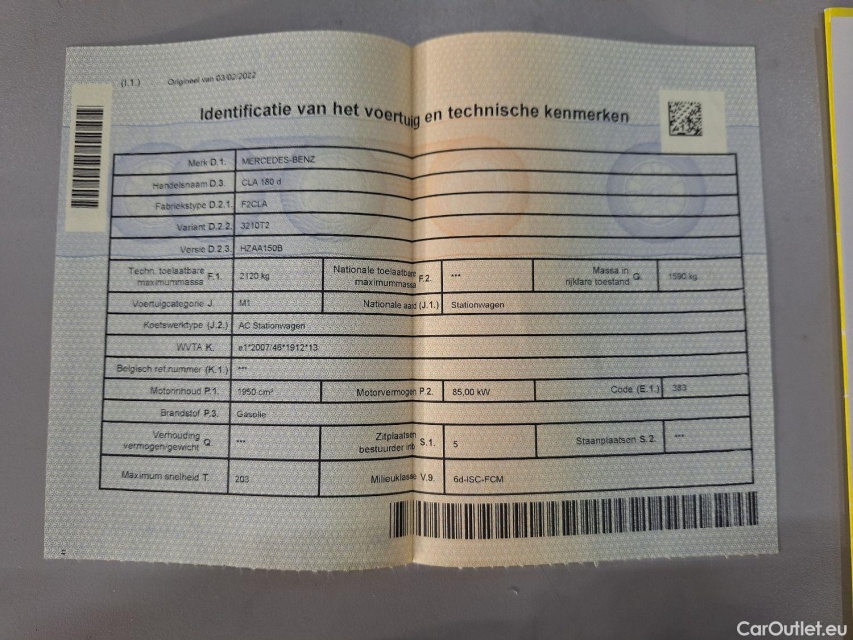 (I.1.) Origineel van 03/02/2022
Identificatie van het voertuig en technische kenmerken
Merk D.1. MERCEDES-BENZ
Handelsnaam D.3. CLA 180 d
Fabriekstype D.2.1. F2CLA
Variant D.2.2. 3210T2
Versie D.2.3. HZAA150B
Techn. toelaatbare maximummassa F.1. 2120 kg Nationale toelaatbare maximummassa F.2. *** Massa in rijklare toestand G. 1590 kg
Voertuigcategorie J. M1 Nationale aard (J.1.) Stationwagen
Koetswerktype (J.2.) AC Stationwagen
WVTA K. e1*2007/46*1912*13
Belgisch ref.nummer (K.1.) ***
Motorinhoud P.1. 1950 cm³ Motorvermogen P.2. 85,00 kW Code (E.1.) 383
Brandstof P.3. Gasolie
Verhouding vermogen/gewicht Q. *** Zitplaatsen bestuurder inb S.1. 5 Staanplaatsen S.2. ***
Maximum snelheid T. 203 Milieuklasse V.9. 6d-ISC-FCM
CarOutlet.eu